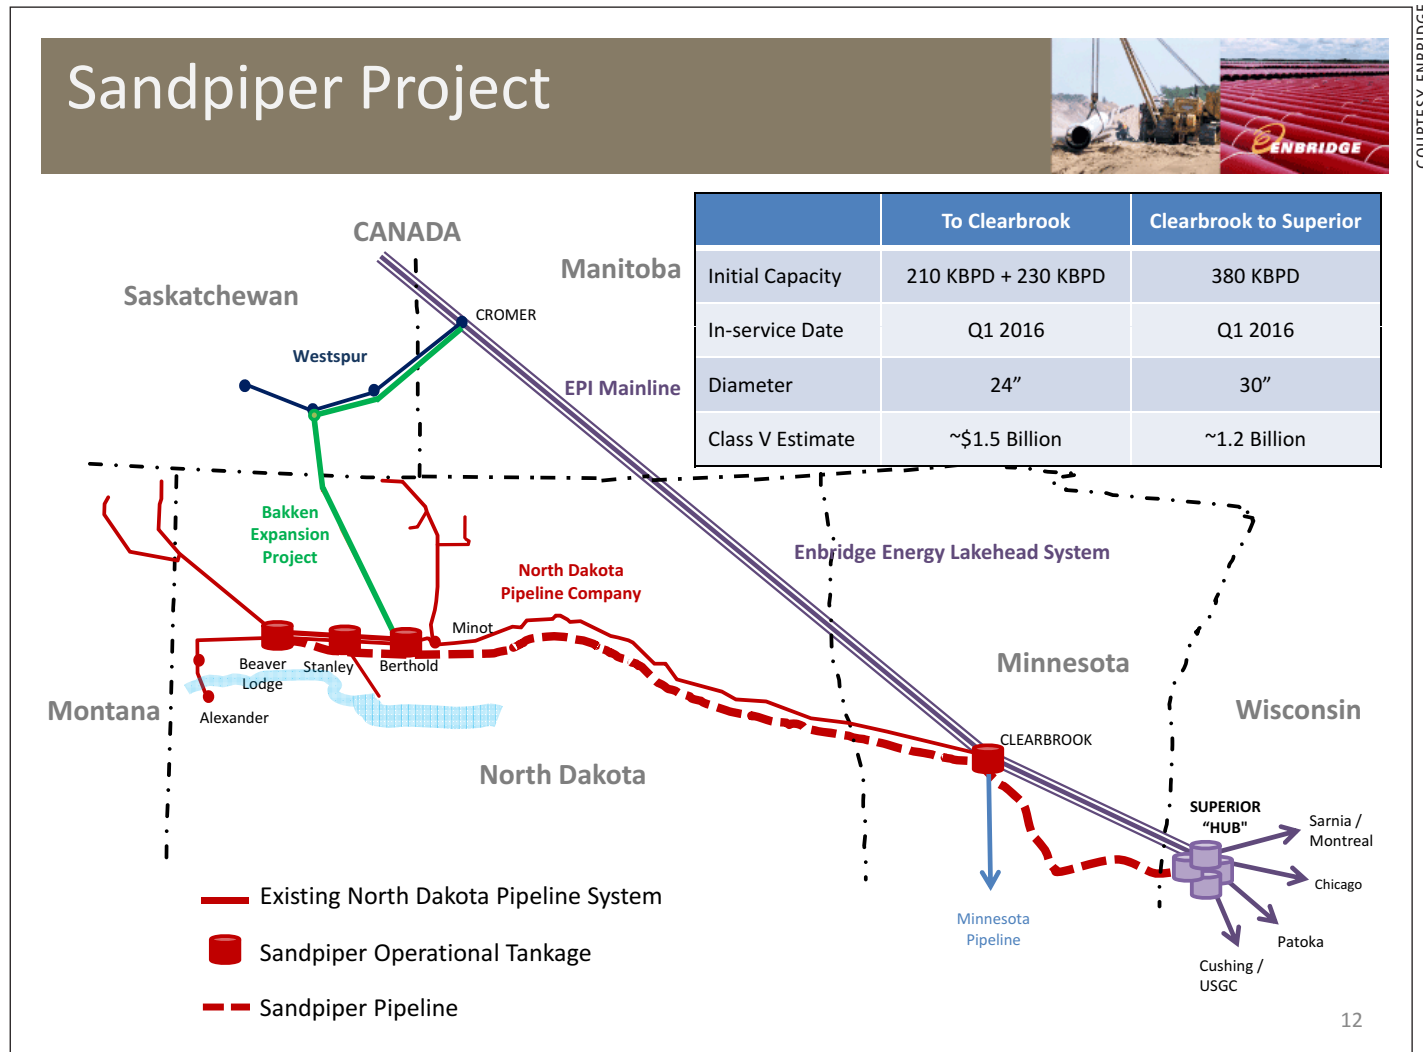 COURTESY ENBRIDGE
Sandpiper Project
ENBRIDGE
To Clearbrook Clearbrook to Superior
Initial Capacity 210 KBPD + 230 KBPD 380 KBPD
In-service Date Q1 2016 Q1 2016
Diameter 24” 30”
Class V Estimate ~$1.5 Billion ~1.2 Billion
CANADA
Manitoba
Saskatchewan
CROMER
Westspur
EPI Mainline
Bakken
Expansion
Project
Enbridge Energy Lakehead System
North Dakota
Pipeline Company
Minot
Beaver
Lodge
Stanley
Berthold
Alexander
Montana
Minnesota
Wisconsin
North Dakota
CLEARBROOK
SUPERIOR
“HUB"
Sarnia /
Montreal
Chicago
Patoka
Cushing /
USGC
Minnesota
Pipeline
Existing North Dakota Pipeline System
Sandpiper Operational Tankage
Sandpiper Pipeline
12